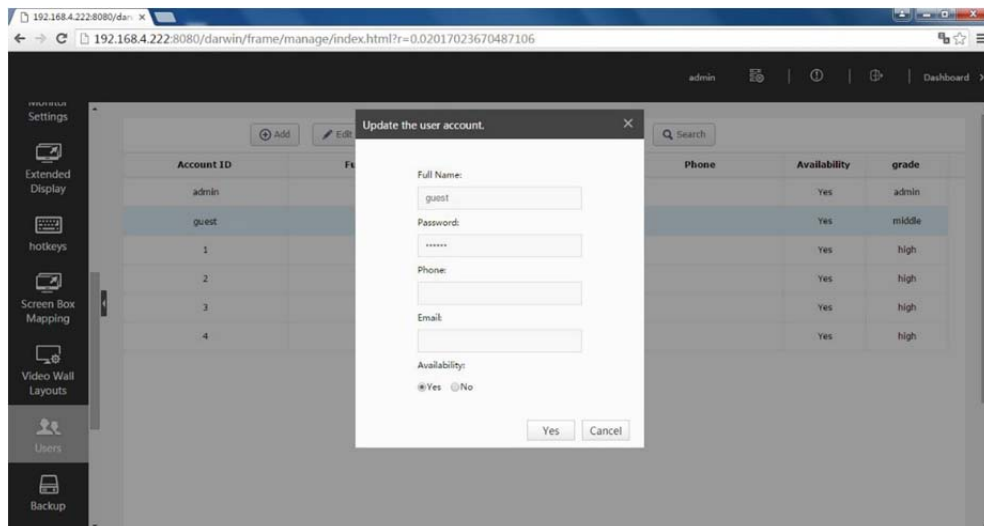 192.168.4.222:8080/dar
192.168.4.222:8080/darwin/frame/manage/index.html?r=0.02017023670487106
admin
Dashboard
Monitor
Settings
Extended
Display
hotkeys
Screen Box
Mapping
Video Wall
Layouts
Users
Backup
Add
Edit
Search
Account ID
Fu
Phone
Availability
grade
admin
Yes
admin
guest
Yes
middle
1
Yes
high
2
Yes
high
3
Yes
high
4
Yes
high
Update the user account.
Full Name:
guest
Password:
••••••
Phone:
Email:
Availability:
Yes
No
Yes
Cancel